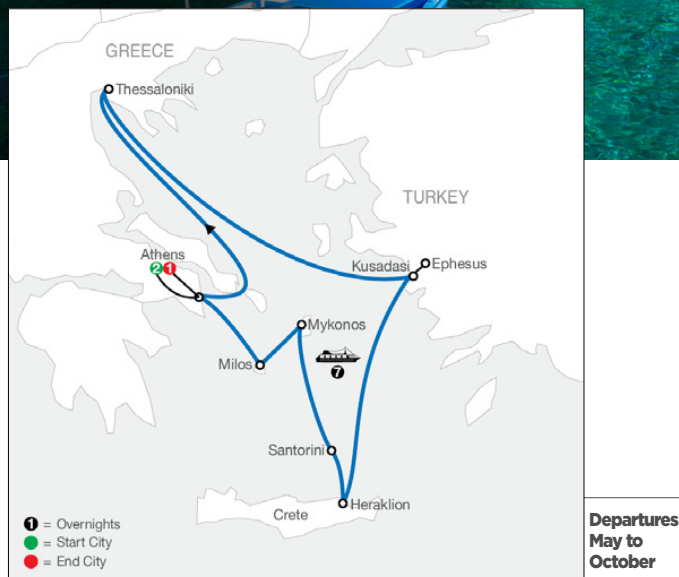 GREECE
Thessaloniki
TURKEY
Athens
2 1
Kusadasi
Ephesus
Mykonos
Milos
7
Santorini
Heraklion
Crete
1 = Overnights
= Start City
= End City
Departures
May to
October